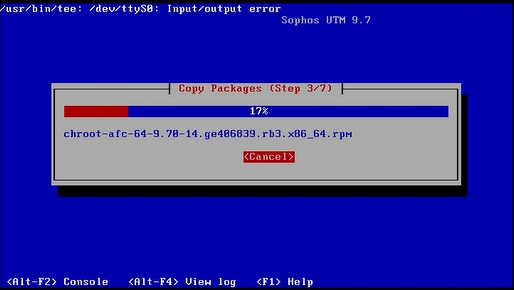 /usr/bin/tee: /dev/ttyS0: Input/output error
Sophos UTM 9.7
Copy Packages (Step 3/7)
17%
chroot-afc-64-9.70-14.ge406839.rb3.x86_64.rpm
<Cancel>
<Alt-F2> Console <Alt-F4> View log <F1> Help